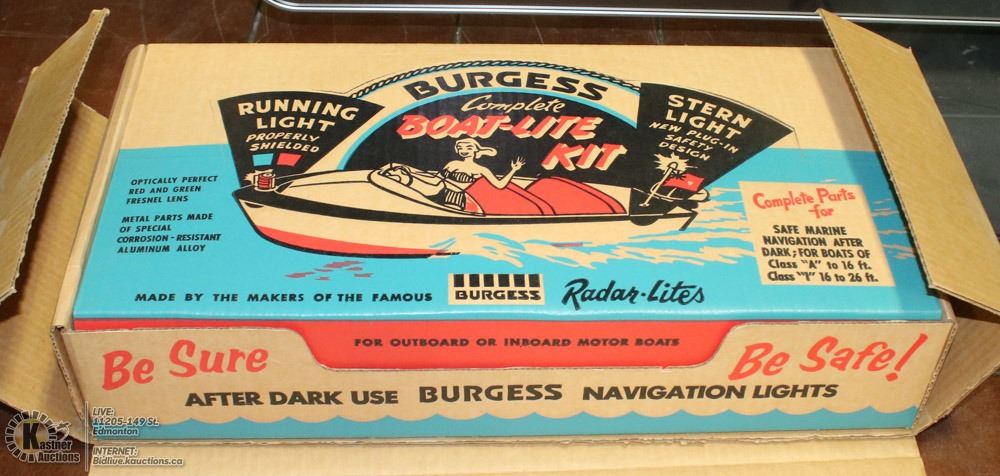 BURGESS
Complete
BOAT-LITE
KIT
RUNNING
LIGHT
PROPERLY
SHIELDED
STERN
LIGHT
NEW PLUG-IN
SAFETY
DESIGN
OPTICALLY PERFECT
RED AND GREEN
FRESNEL LENS
METAL PARTS MADE
OF SPECIAL
CORROSION-RESISTANT
ALUMINUM ALLOY
Complete Parts
-for
SAFE MARINE
NAVIGATION AFTER
DARK; FOR BOATS OF
Class "A" to 16 ft.
Class "1" 16 to 26 ft.
MADE BY THE MAKERS OF THE FAMOUS
BURGESS
Radar-Lites
FOR OUTBOARD OR INBOARD MOTOR BOATS
Be Sure
Be Safe!
AFTER DARK USE BURGESS NAVIGATION LIGHTS
Kastner
Auctions
LIVE:
11205-149 St.
Edmonton
INTERNET:
Bidlive.kauctions.ca